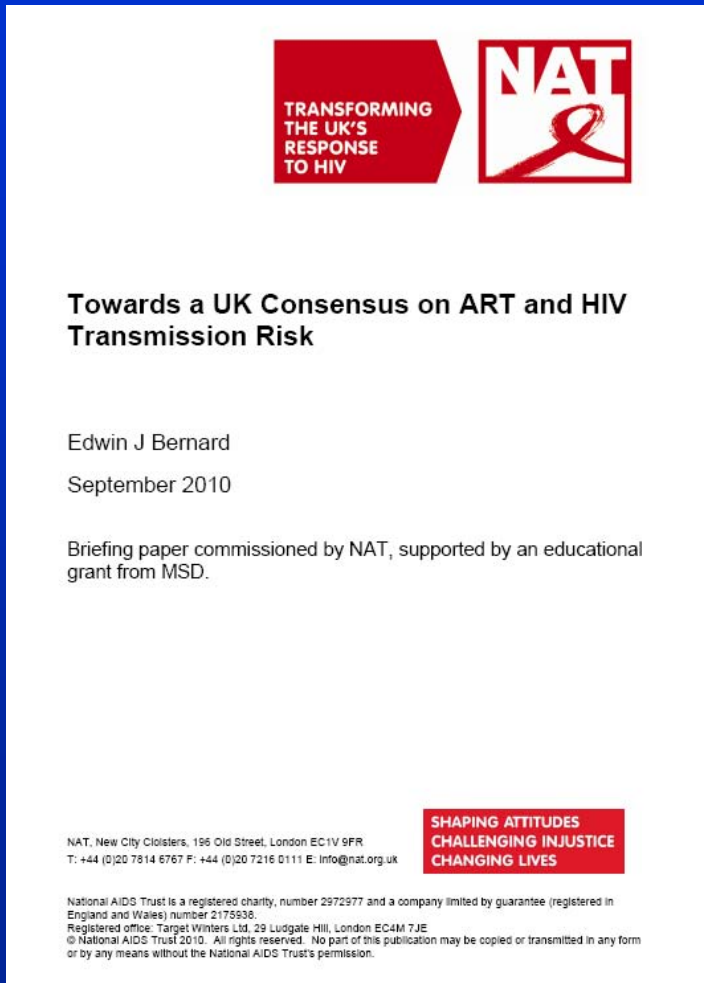 TRANSFORMING
THE UK'S
RESPONSE
TO HIV
NAT
Towards a UK Consensus on ART and HIV
Transmission Risk
Edwin J Bernard
September 2010
Briefing paper commissioned by NAT, supported by an educational
grant from MSD.
SHAPING ATTITUDES
CHALLENGING INJUSTICE
CHANGING LIVES
NAT, New City Cloisters, 196 Old Street, London EC1V 9FR
T: +44 (0)20 7814 6767 F: +44 (0)20 7216 0111 E: info@nat.org.uk
National AIDS Trust is a registered charity, number 2972977 and a company limited by guarantee (registered in
England and Wales) number 2175938.
Registered office: Target Winters Ltd, 29 Ludgate Hill, London EC4M 7JE
© National AIDS Trust 2010. All rights reserved. No part of this publication may be copied or transmitted in any form
or by any means without the National AIDS Trust's permission.